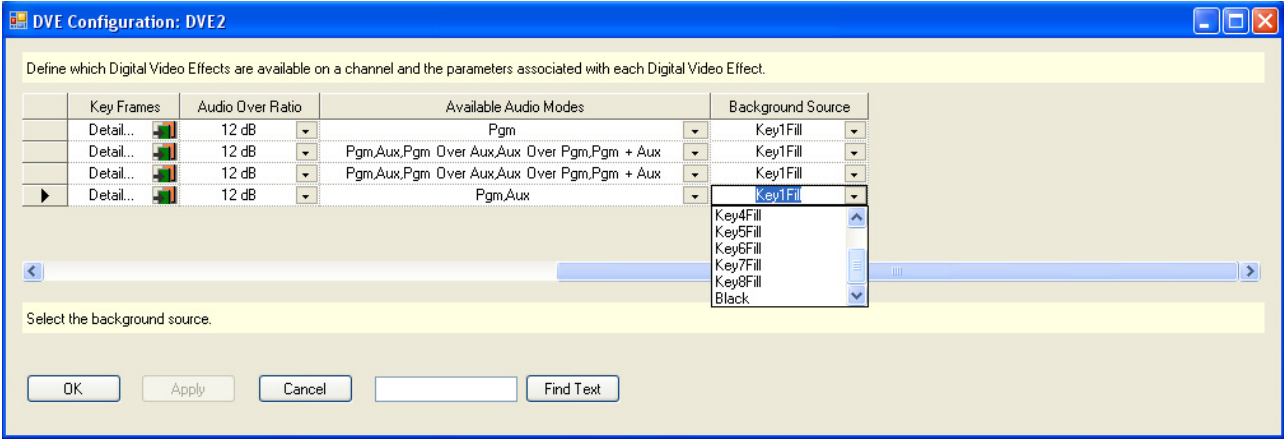 DVE Configuration: DVE2
Define which Digital Video Effects are available on a channel and the parameters associated with each Digital Video Effect.
Key Frames Audio Over Ratio Available Audio Modes Background Source
Detail... 12 dB Pgm Key1Fill
Detail... 12 dB Pgm,Aux,Pgm Over Aux,Aux Over Pgm,Pgm + Aux Key1Fill
Detail... 12 dB Pgm,Aux,Pgm Over Aux,Aux Over Pgm,Pgm + Aux Key1Fill
Detail... 12 dB Pgm,Aux Key1Fill
Key4Fill
Key5Fill
Key6Fill
Key7Fill
Key8Fill
Black
Select the background source.
OK Apply Cancel Find Text